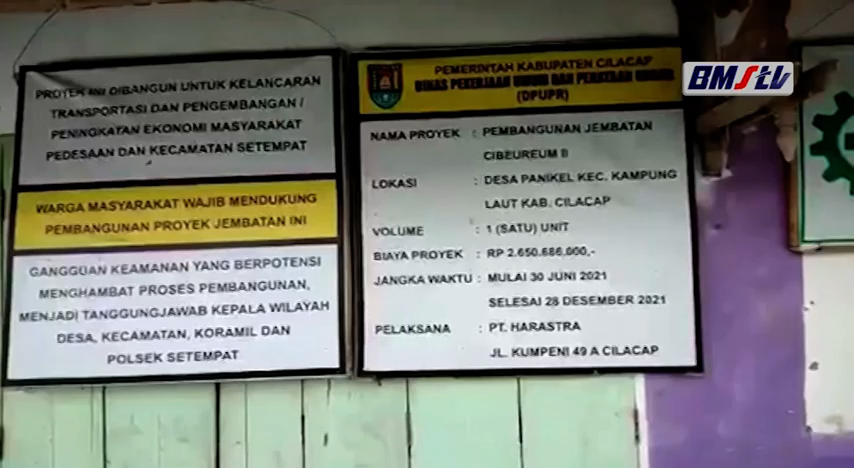 PROYEK INI DIBANGUN UNTUK KELANCARAN
TRANSPORTASI DAN PENGEMBANGAN /
PENINGKATAN EKONOMI MASYARAKAT
PEDESAAN DAN KECAMATAN SETEMPAT
WARGA MASYARAKAT WAJIB MENDUKUNG
PEMBANGUNAN PROYEK JEMBATAN INI
GANGGUAN KEAMANAN YANG BERPOTENSI
MENGHAMBAT PROSES PEMBANGUNAN,
MENJADI TANGGUNGJAWAB KEPALA WILAYAH
DESA, KECAMATAN, KORAMIL DAN
POLSEK SETEMPAT
PEMERINTAH KABUPATEN CILACAP
DINAS PEKERJAAN UMUM DAN PENATAAN RUANG
(DPUPR)
NAMA PROYEK : PEMBANGUNAN JEMBATAN
CIBEUREUM II
LOKASI : DESA PANIKEL KEC. KAMPUNG
LAUT KAB. CILACAP
VOLUME : 1 (SATU) UNIT
BIAYA PROYEK : RP 2.650.686.000,-
JANGKA WAKTU : MULAI 30 JUNI 2021
SELESAI 28 DESEMBER 2021
PELAKSANA : PT. HARASTRA
JL. KUMPENI 49 A CILACAP
BMStv